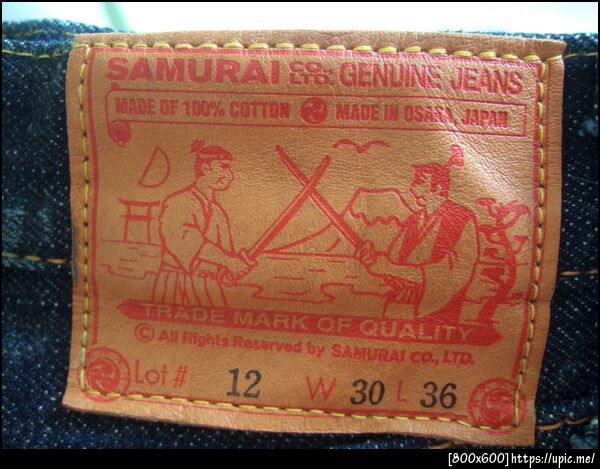 SAMURAI CO. LTD. GENUINE JEANS
MADE OF 100% COTTON MADE IN OSAKA, JAPAN
TRADE MARK OF QUALITY
© All Rights Reserved by SAMURAI CO., LTD.
Lot # 12 W 30 L 36
[800x600] https://upic.me/